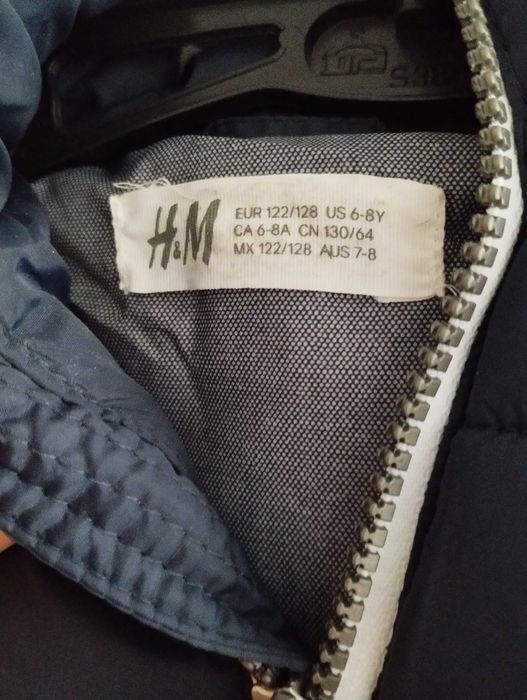 H&M
EUR 122/128 US 6-8Y
CA 6-8A CN 130/64
MX 122/128 AUS 7-8